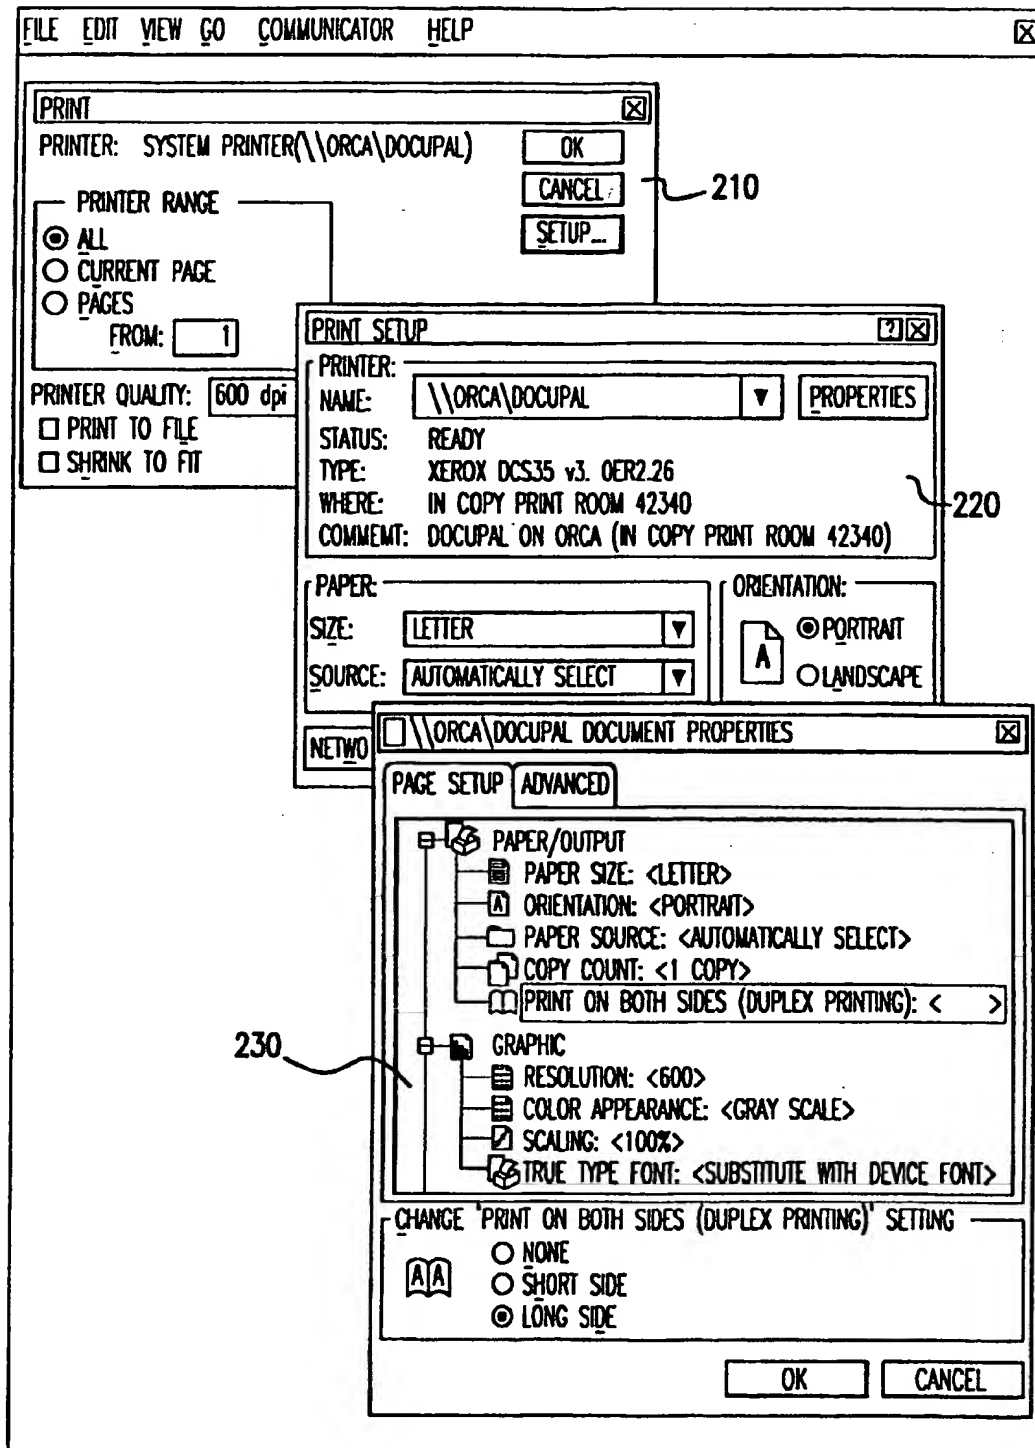 FILE EDIT VIEW GO COMMUNICATOR HELP
PRINT
PRINTER: SYSTEM PRINTER(\\ORCA\DOCUPAL)
OK
CANCEL
SETUP...
210
PRINTER RANGE
ALL
CURRENT PAGE
PAGES
FROM: 1
PRINTER QUALITY: 600 dpi
PRINT TO FILE
SHRINK TO FIT
PRINT SETUP
PRINTER:
NAME: \\ORCA\DOCUPAL PROPERTIES
STATUS: READY
TYPE: XEROX DCS35 v3. 0ER2.26
WHERE: IN COPY PRINT ROOM 42340
COMMEMT: DOCUPAL ON ORCA (IN COPY PRINT ROOM 42340)
220
PAPER:
SIZE: LETTER
SOURCE: AUTOMATICALLY SELECT
ORIENTATION:
A
PORTRAIT
LANDSCAPE
NETWO
\\ORCA\DOCUPAL DOCUMENT PROPERTIES
PAGE SETUP ADVANCED
PAPER/OUTPUT
PAPER SIZE: <LETTER>
A ORIENTATION: <PORTRAIT>
PAPER SOURCE: <AUTOMATICALLY SELECT>
COPY COUNT: <1 COPY>
PRINT ON BOTH SIDES (DUPLEX PRINTING): < >
230
GRAPHIC
RESOLUTION: <600>
COLOR APPEARANCE: <GRAY SCALE>
SCALING: <100%>
TRUE TYPE FONT: <SUBSTITUTE WITH DEVICE FONT>
CHANGE 'PRINT ON BOTH SIDES (DUPLEX PRINTING)' SETTING
AA
NONE
SHORT SIDE
LONG SIDE
OK CANCEL